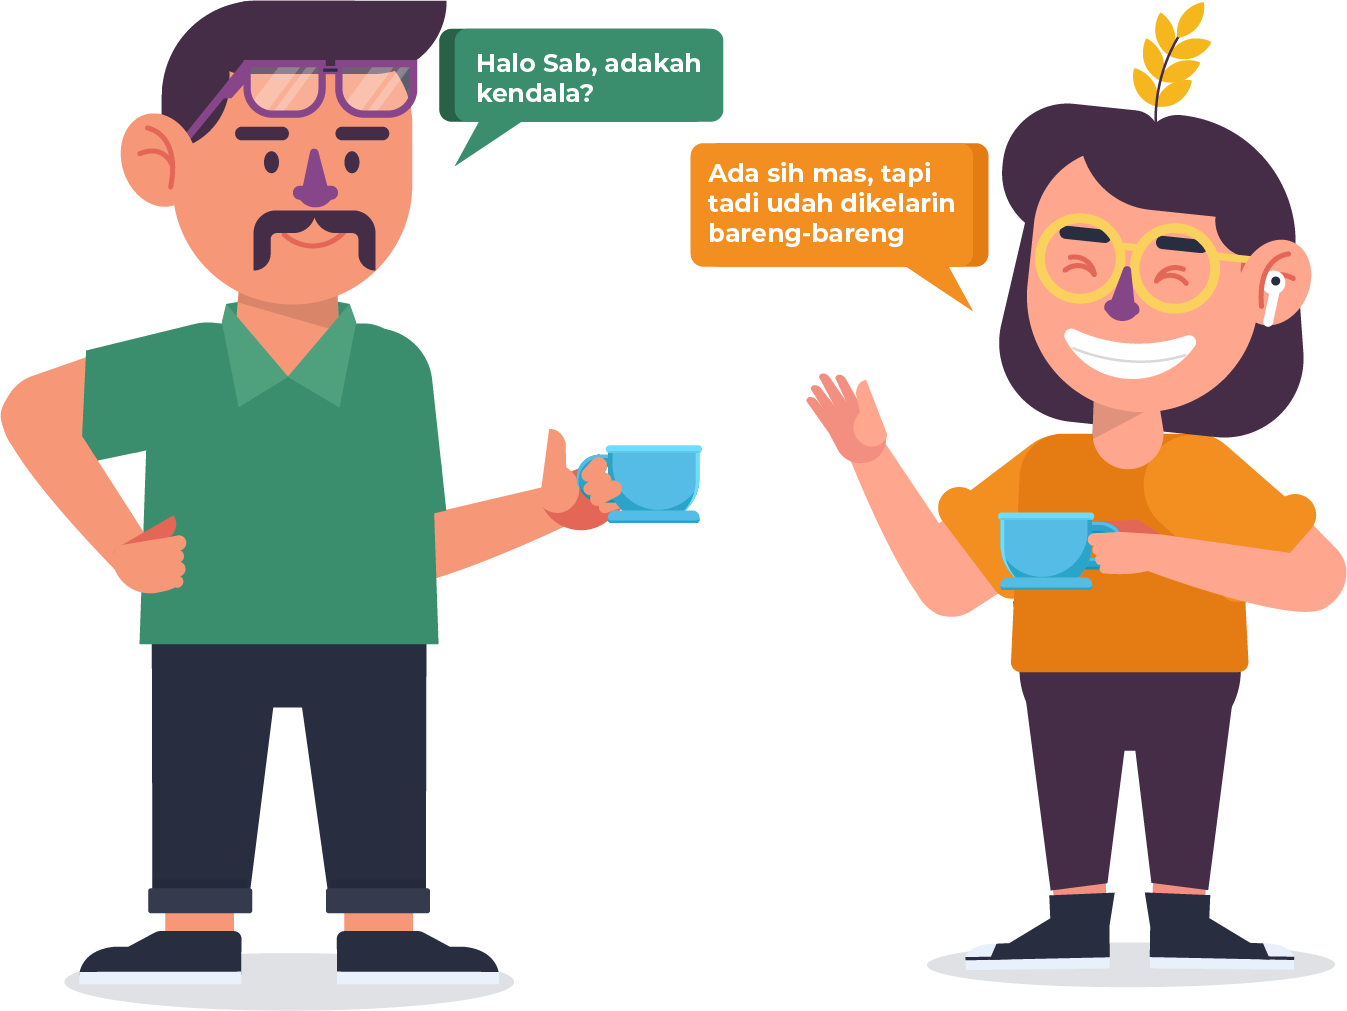 Halo Sab, adakah
kendala?
Ada sih mas, tapi
tadi udah dikelarin
bareng-bareng